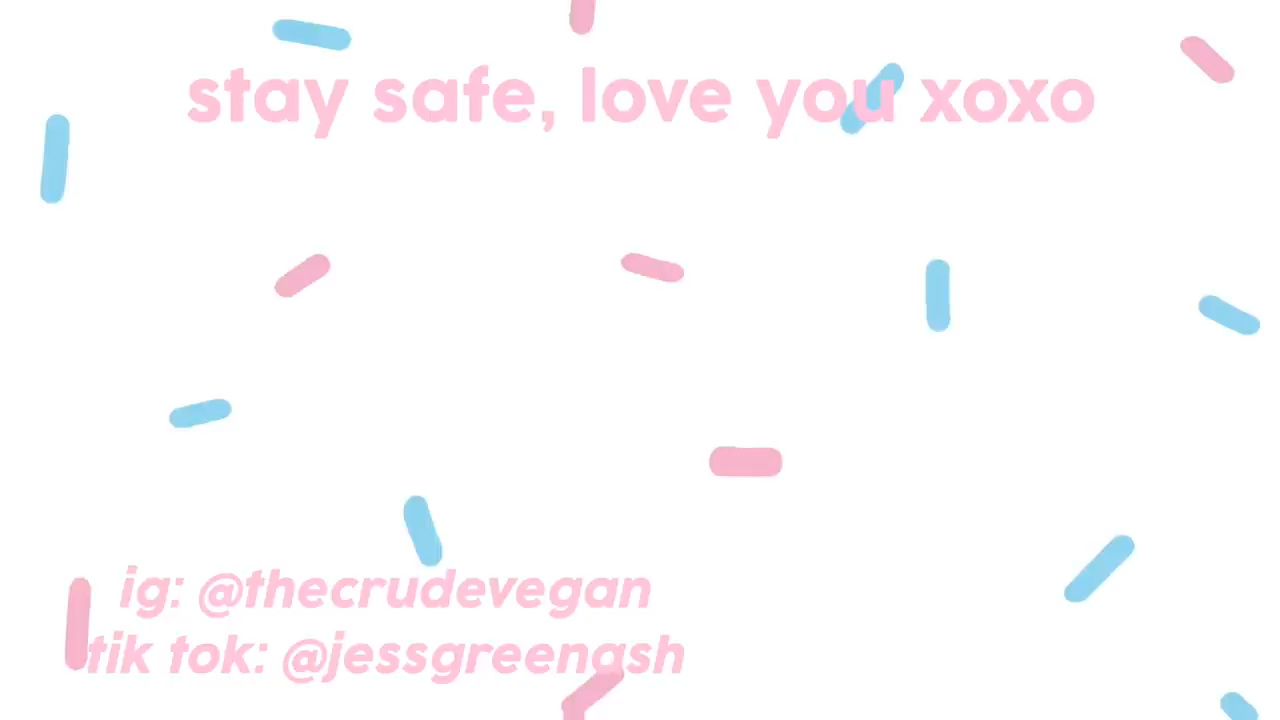 stay safe, love you xoxo
ig: @thecrudevegan
tik tok: @jessgreenash